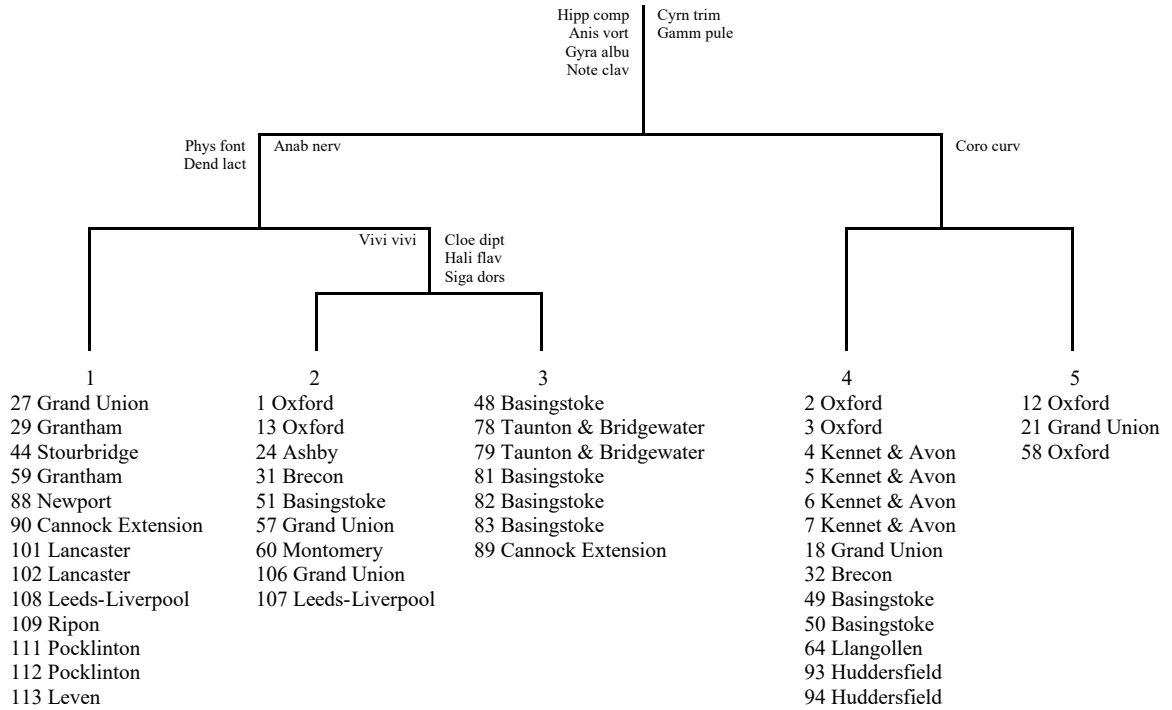 Hipp comp
Anis vort
Gyra albu
Note clav
Cyrn trim
Gamm pule
Phys font
Dend lact
Anab nerv
Coro curv
Vivi vivi
Cloe dipt
Hali flav
Siga dors
1
27 Grand Union
29 Grantham
44 Stourbridge
59 Grantham
88 Newport
90 Cannock Extension
101 Lancaster
102 Lancaster
108 Leeds-Liverpool
109 Ripon
111 Pocklinton
112 Pocklinton
113 Leven
2
1 Oxford
13 Oxford
24 Ashby
31 Brecon
51 Basingstoke
57 Grand Union
60 Montomery
106 Grand Union
107 Leeds-Liverpool
3
48 Basingstoke
78 Taunton & Bridgewater
79 Taunton & Bridgewater
81 Basingstoke
82 Basingstoke
83 Basingstoke
89 Cannock Extension
4
2 Oxford
3 Oxford
4 Kennet & Avon
5 Kennet & Avon
6 Kennet & Avon
7 Kennet & Avon
18 Grand Union
32 Brecon
49 Basingstoke
50 Basingstoke
64 Llangollen
93 Huddersfield
94 Huddersfield
5
12 Oxford
21 Grand Union
58 Oxford